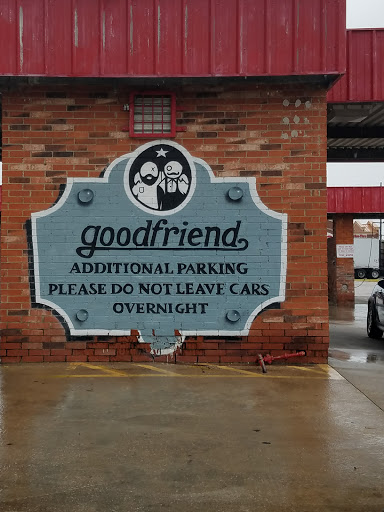 goodfriend
ADDITIONAL PARKING
PLEASE DO NOT LEAVE CARS
OVERNIGHT